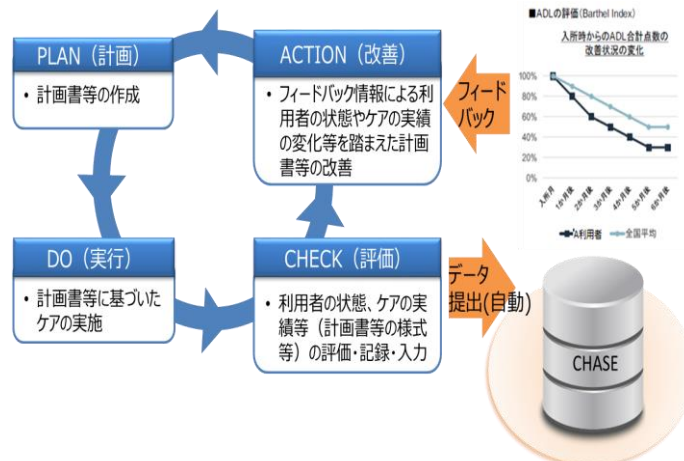 PLAN（計画）
・計画書等の作成
ACTION（改善）
・フィードバック情報による利
用者の状態やケアの実績
の変化等を踏まえた計画
書等の改善
フィード
バック
■ADLの評価(Barthel Index)
入所時からのADL合計点数の
改善状況の変化
100%
80%
60%
40%
20%
0%
入所月
1か月後
2か月後
3か月後
4か月後
5か月後
6か月後
A利用者
全国平均
DO（実行）
・計画書等に基づいた
ケアの実施
CHECK（評価）
・利用者の状態、ケアの実
績等（計画書等の様式
等）の評価・記録・入力
データ
提出(自動)
CHASE